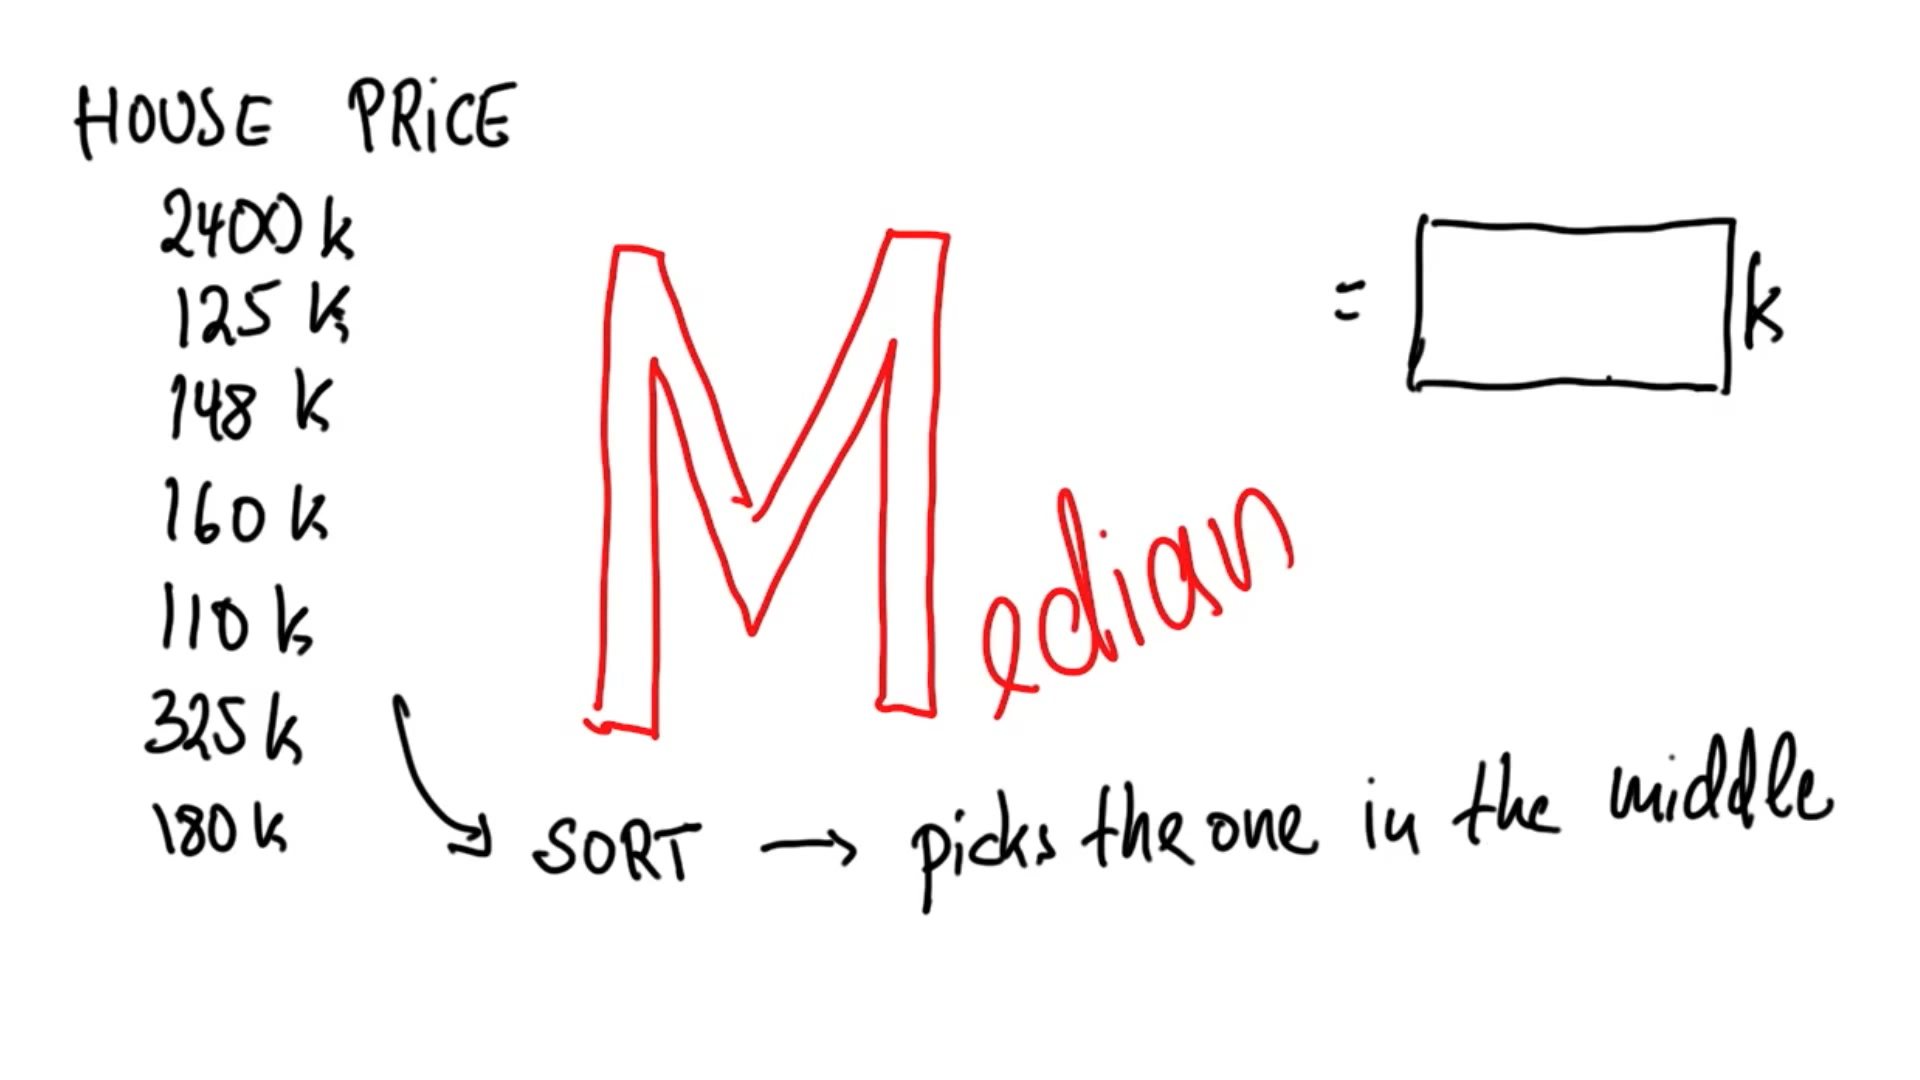 HOUSE PRICE
2400 k
125 k
148 k
160 k
110 k
325 k
180 k
Median
= k
SORT → picks the one in the middle